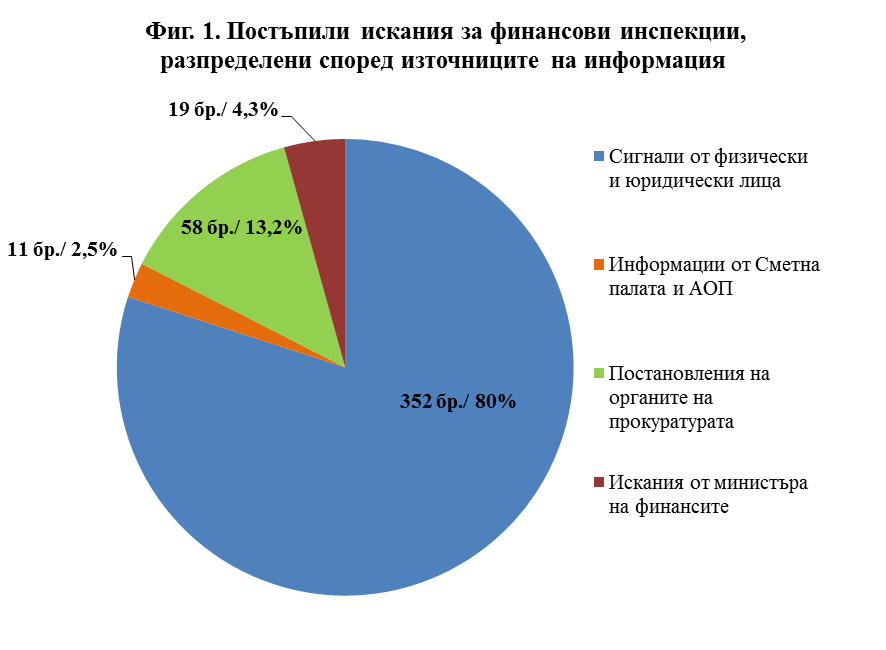 Фиг. 1. Постъпили искания за финансови инспекции,
разпределени според източниците на информация
19 бр./ 4,3%
58 бр./ 13,2%
11 бр./ 2,5%
352 бр./ 80%
Сигнали от физически
и юридически лица
Информации от Сметна
палата и АОП
Постановления на
органите на
прокуратурата
Искания от министъра
на финансите